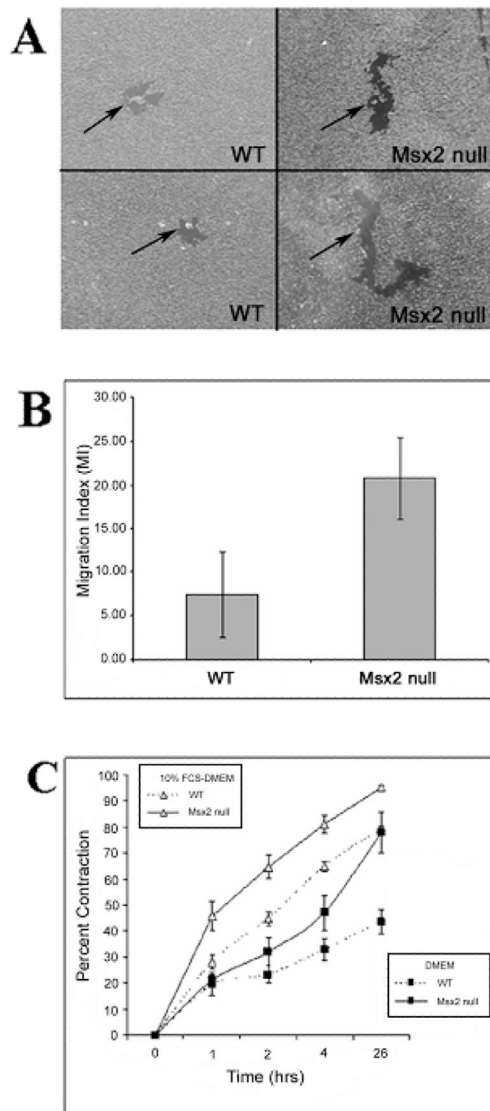 A
WT
Msx2 null
WT
Msx2 null
B
Migration Index (MI)
30.00
25.00
20.00
15.00
10.00
5.00
0.00
WT
Msx2 null
C
Percent Contraction
100
90
80
70
60
50
40
30
20
10
0
10% FCS-DMEM
WT
Msx2 null
DMEM
WT
Msx2 null
0
1
2
4
26
Time (hrs)